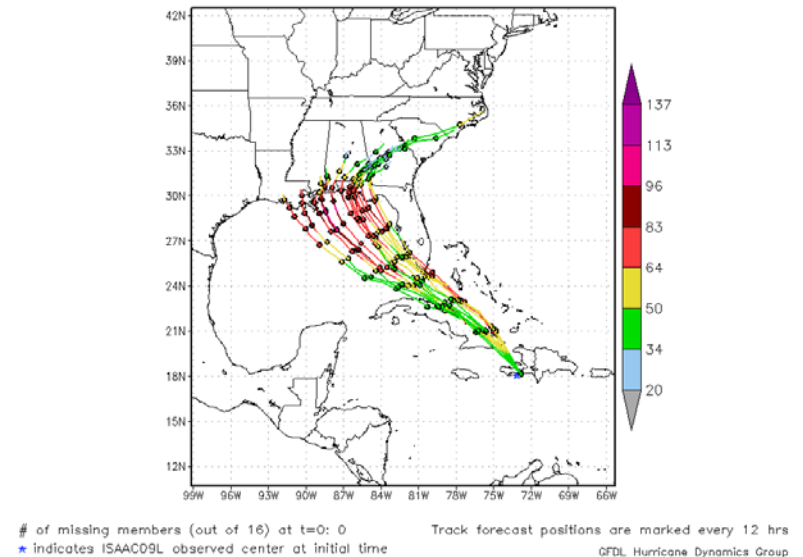 42N
39N
36N
33N
30N
27N
24N
21N
18N
15N
12N
99W 96W 93W 90W 87W 84W 81W 78W 75W 72W 69W 66W
137
113
96
83
64
50
34
20
# of missing members (out of 16) at t=0: 0
Track forecast positions are marked every 12 hrs
★ indicates ISAAC09L observed center at initial time
GFDL Hurricane Dynamics Group